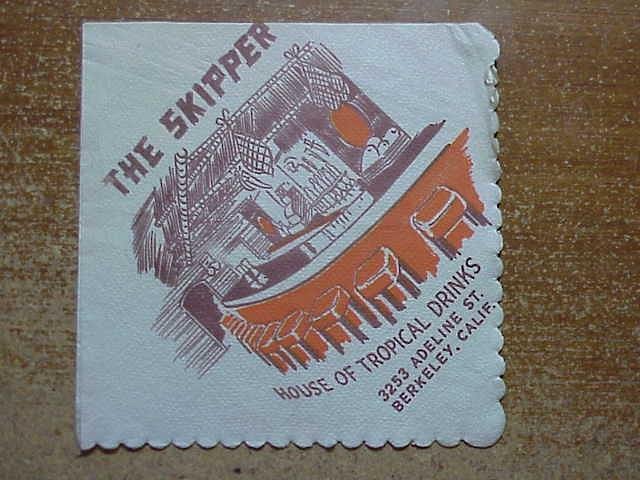 THE SKIPPER
HOUSE OF TROPICAL DRINKS
3253 ADELINE ST.
BERKELEY. CALIF.